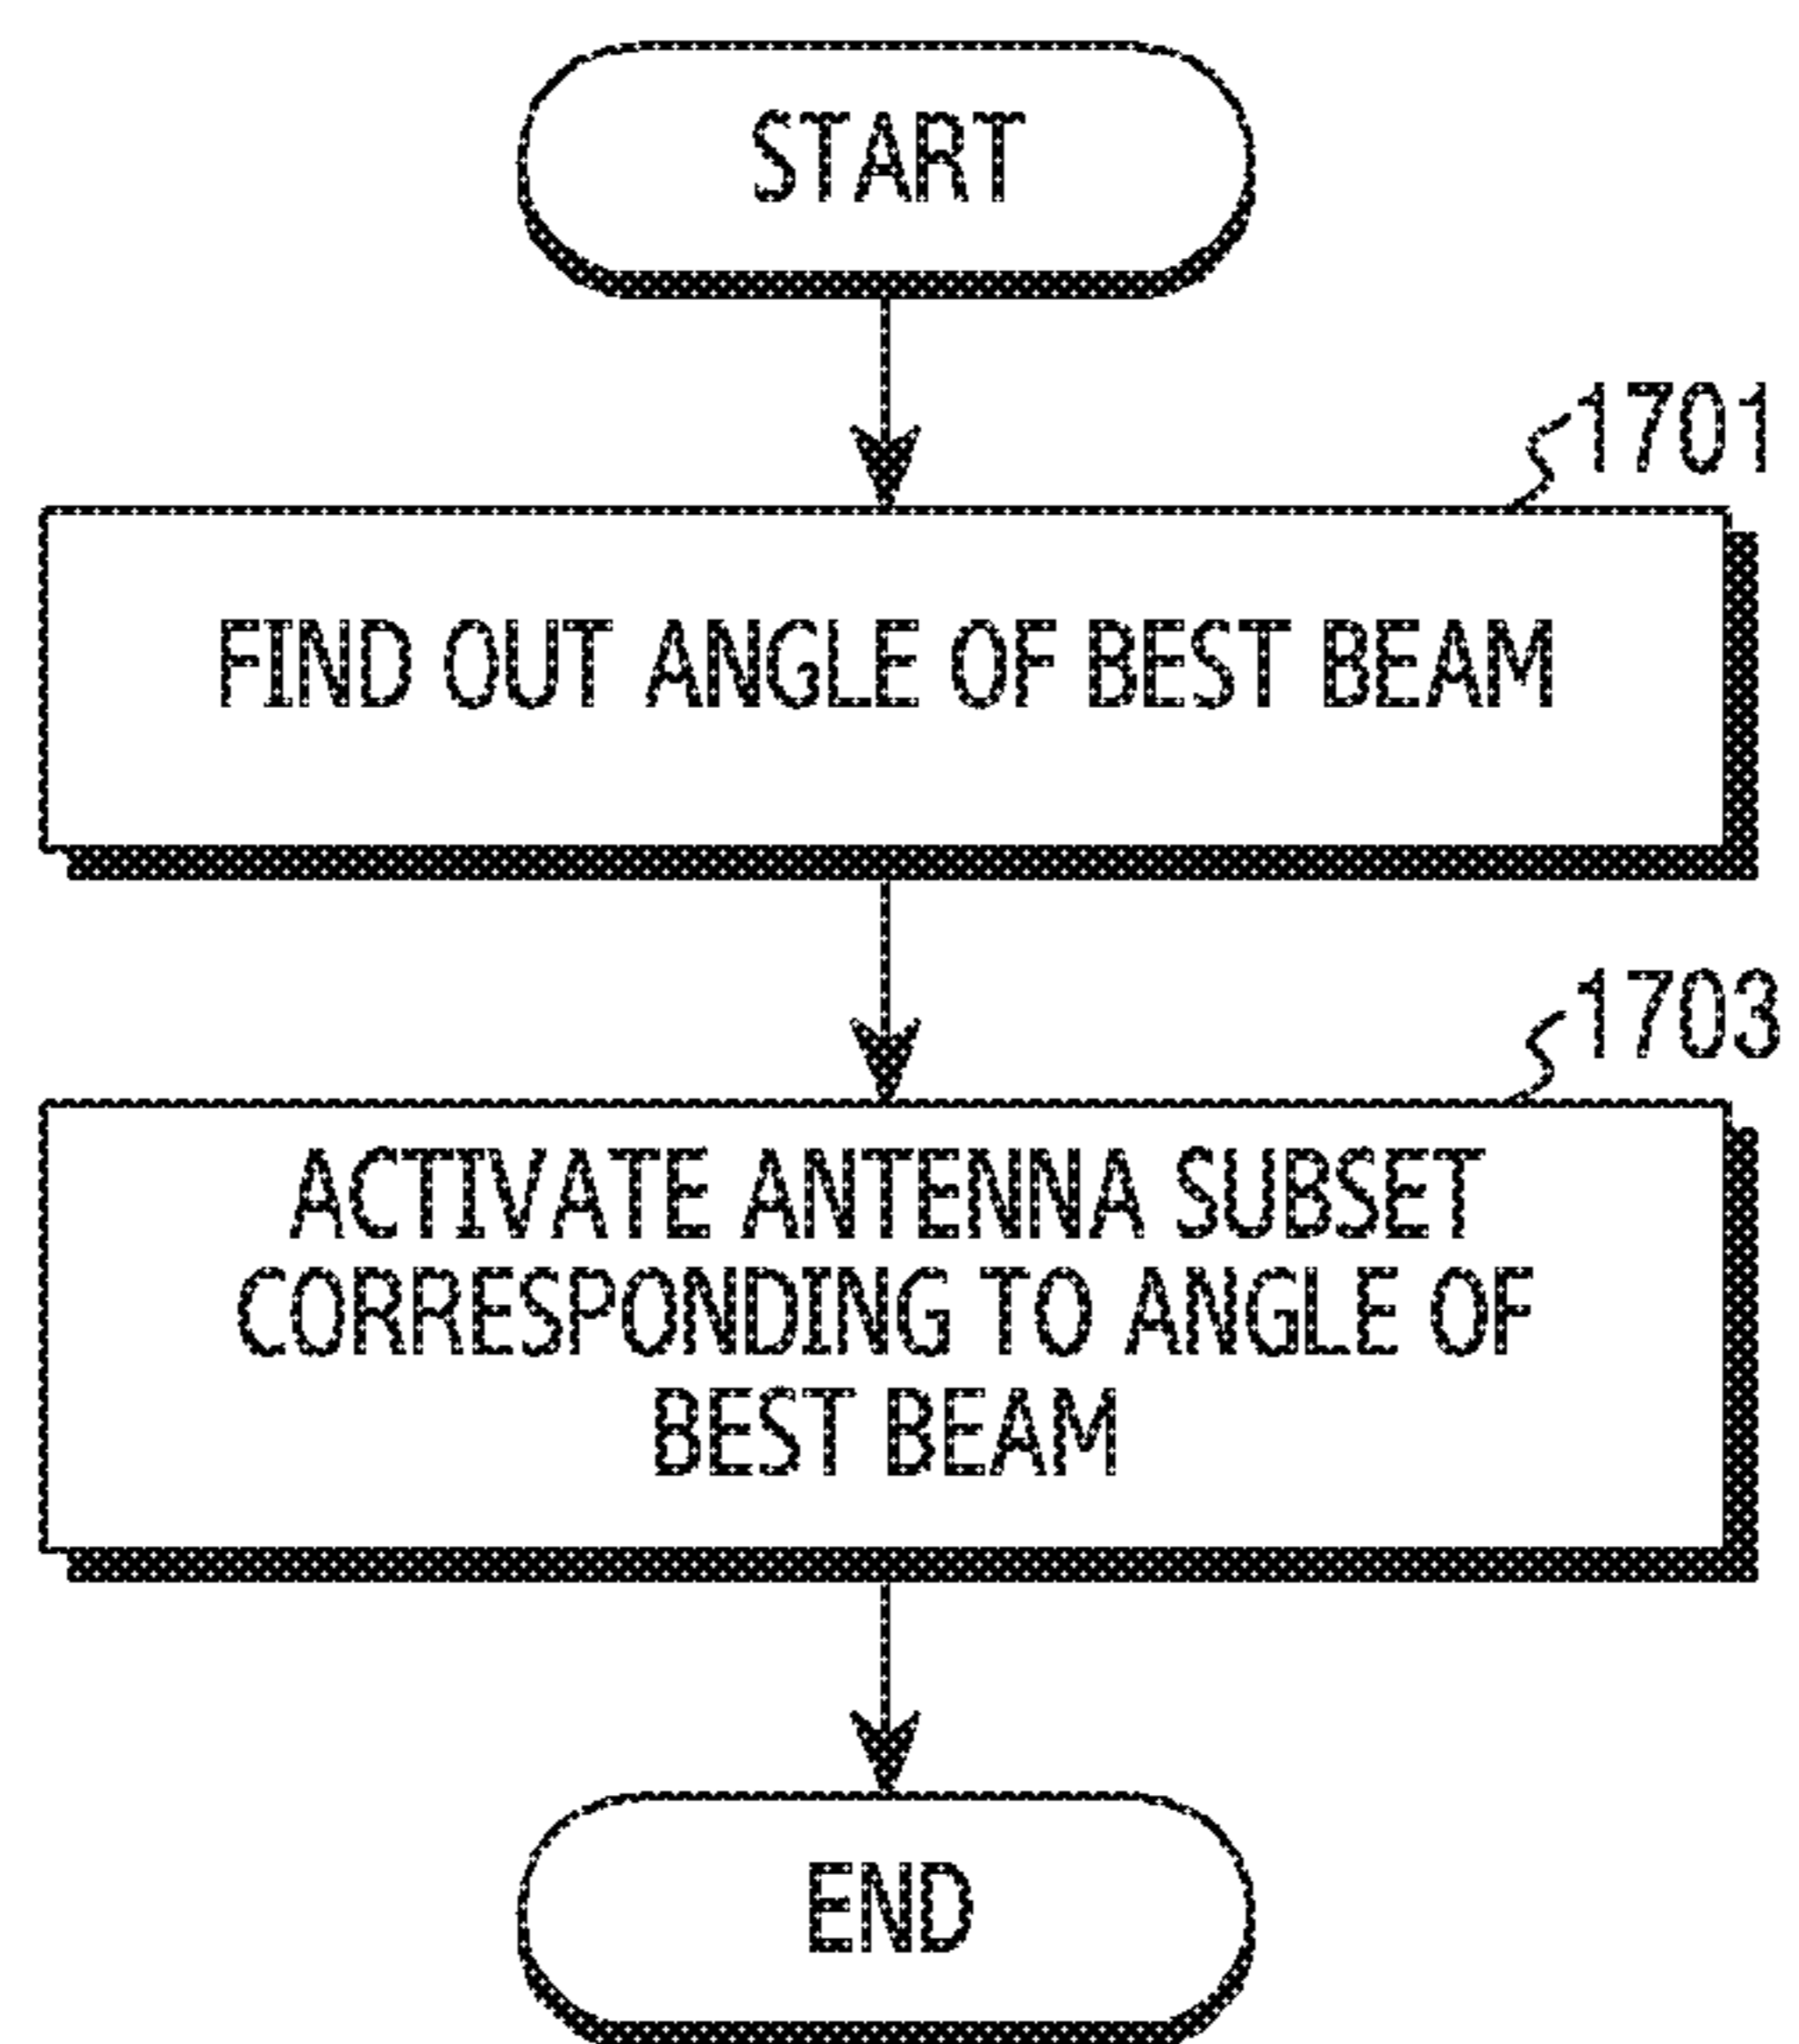 START
1701
FIND OUT ANGLE OF BEST BEAM
1703
ACTIVATE ANTENNA SUBSET
CORRESPONDING TO ANGLE OF
BEST BEAM
END